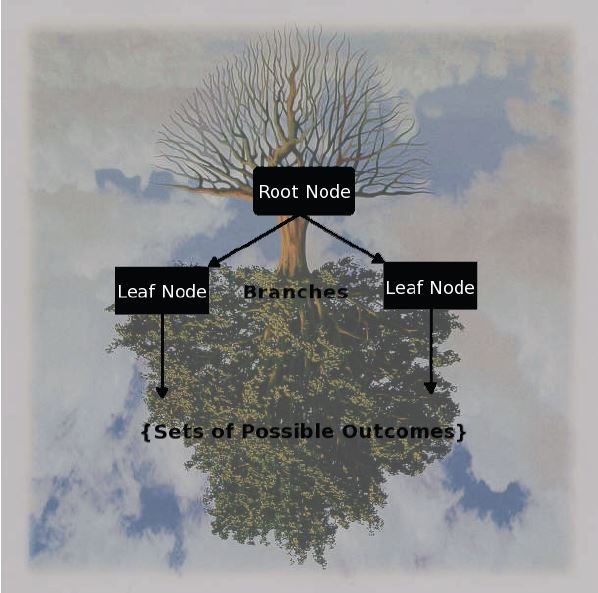 Root Node
Leaf Node
Branches
Leaf Node
{Sets of Possible Outcomes}